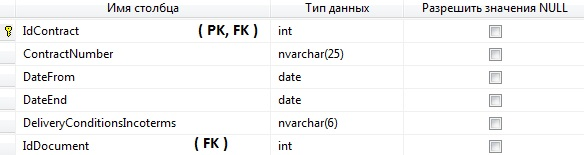 Имя столбца Тип данных Разрешить значения NULL
IdContract ( PK, FK ) int
ContractNumber nvarchar(25)
DateFrom date
DateEnd date
DeliveryConditionsIncoterms nvarchar(6)
IdDocument ( FK ) int